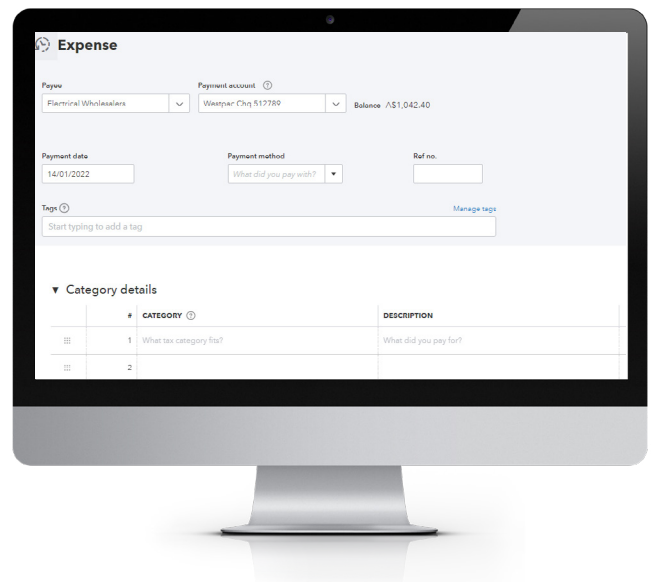 Expense
Payee
Payment account ?
Electrical Wholesalers
Westpac Chq 512789
Balance A$1,042.40
Payment date
Payment method
Ref no.
14/01/2022
What did you pay with?
Tags ?
Manage tags
Start typing to add a tag
Category details
# CATEGORY ? DESCRIPTION
1 What tax category fits? What did you pay for?
2